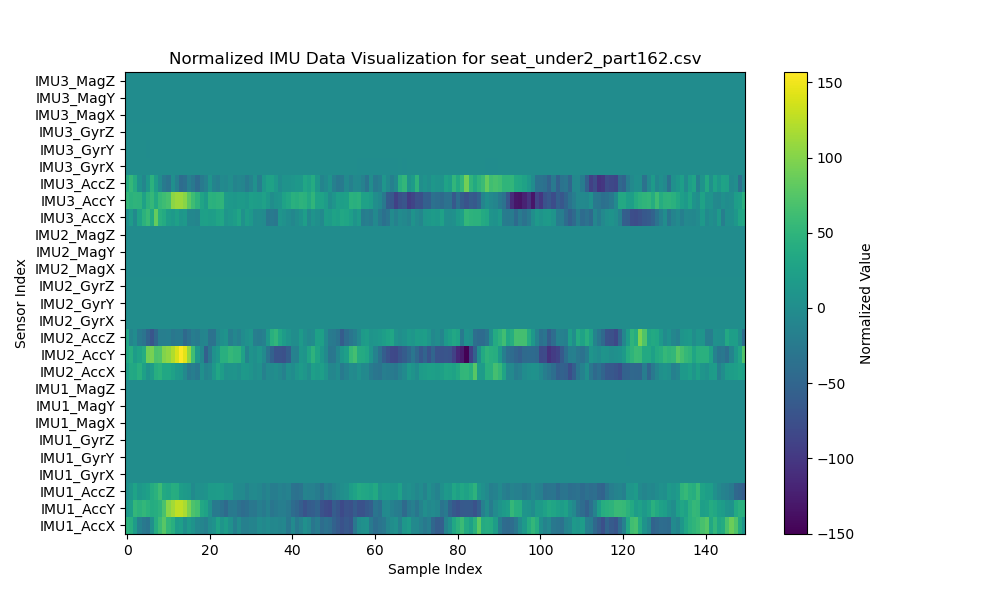 Normalized IMU Data Visualization for seat_under2_part162.csv
IMU3_MagZ
IMU3_MagY
IMU3_MagX
IMU3_GyrZ
IMU3_GyrY
IMU3_GyrX
IMU3_AccZ
IMU3_AccY
IMU3_AccX
IMU2_MagZ
IMU2_MagY
IMU2_MagX
IMU2_GyrZ
IMU2_GyrY
IMU2_GyrX
IMU2_AccZ
IMU2_AccY
IMU2_AccX
IMU1_MagZ
IMU1_MagY
IMU1_MagX
IMU1_GyrZ
IMU1_GyrY
IMU1_GyrX
IMU1_AccZ
IMU1_AccY
IMU1_AccX
Sensor Index
0 20 40 60 80 100 120 140
Sample Index
150
100
50
0
−50
−100
−150
Normalized Value